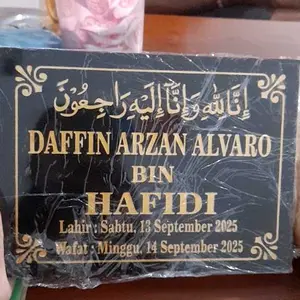 إِنَّا لِلّٰهِ وَإِنَّا إِلَيْهِ رَاجِعُونَ
DAFFIN ARZAN ALVARO
BIN
HAFIDI
Lahir : Sabtu, 13 September 2025
Wafat : Minggu, 14 September 2025